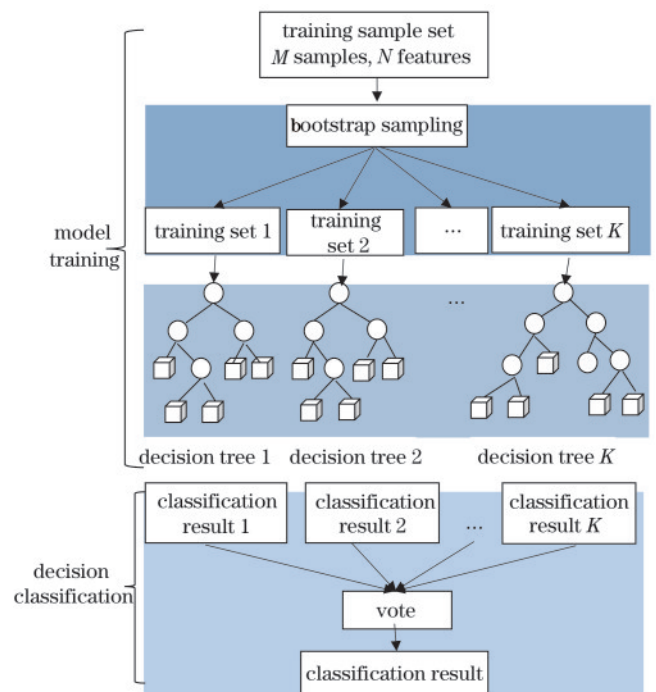 training sample set
M samples, N features
bootstrap sampling
training set 1
training
set 2
...
training set K
model
training
...
decision tree 1
decision tree 2
decision tree K
classification
result 1
classification
result 2
...
classification
result K
decision
classification
vote
classification result